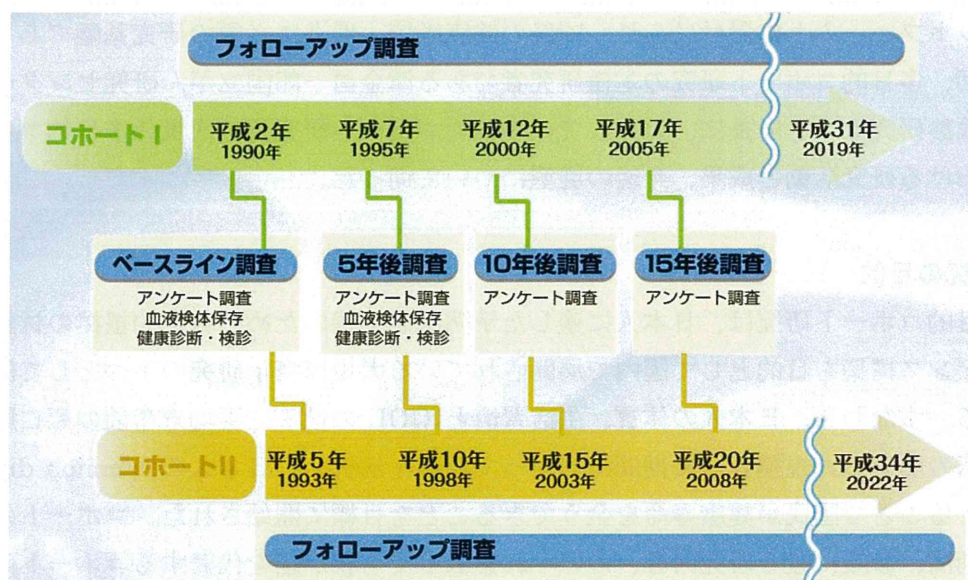 フォローアップ調査
コホートI
平成2年
1990年
平成7年
1995年
平成12年
2000年
平成17年
2005年
平成31年
2019年
ベースライン調査
アンケート調査
血液検体保存
健康診断・検診
5年後調査
アンケート調査
血液検体保存
健康診断・検診
10年後調査
アンケート調査
15年後調査
アンケート調査
コホートII
平成5年
1993年
平成10年
1998年
平成15年
2003年
平成20年
2008年
平成34年
2022年
フォローアップ調査